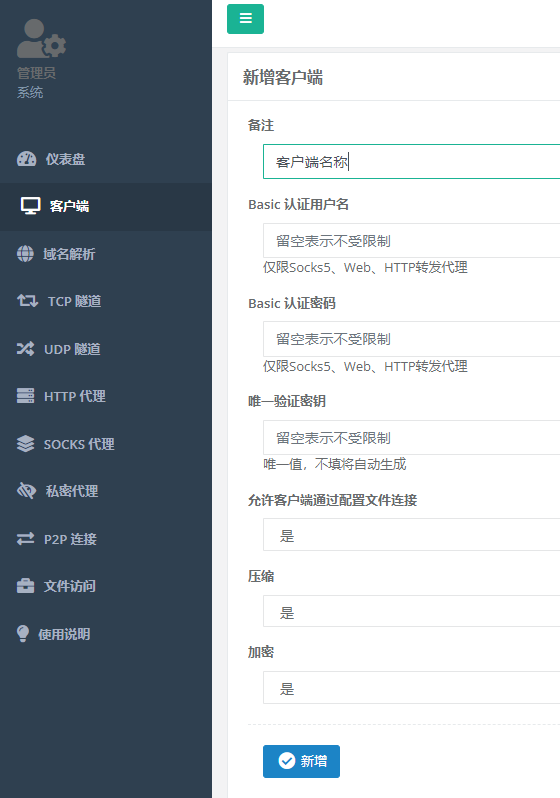 管理员
系统
仪表盘
客户端
域名解析
TCP 隧道
UDP 隧道
HTTP 代理
SOCKS 代理
私密代理
P2P 连接
文件访问
使用说明
新增客户端
备注
客户端名称
Basic 认证用户名
留空表示不受限制
仅限Socks5、Web、HTTP转发代理
Basic 认证密码
留空表示不受限制
仅限Socks5、Web、HTTP转发代理
唯一验证密钥
留空表示不受限制
唯一值，不填将自动生成
允许客户端通过配置文件连接
是
压缩
是
加密
是
新增